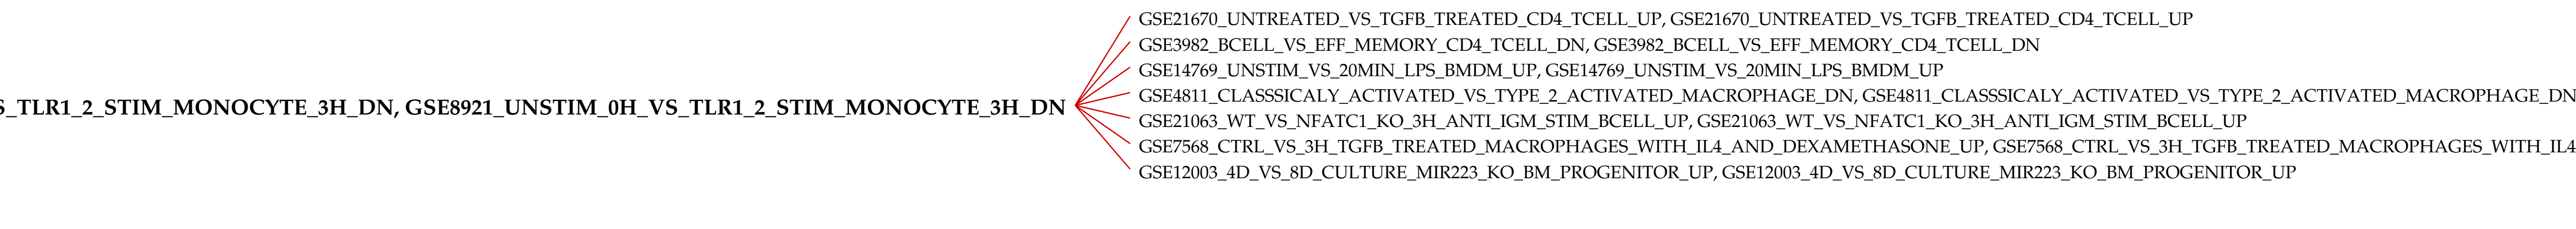 GSE21670_UNTREATED_VS_TGFB_TREATED_CD4_TCELL_UP, GSE21670_UNTREATED_VS_TGFB_TREATED_CD4_TCELL_UP
GSE3982_BCELL_VS_EFF_MEMORY_CD4_TCELL_DN, GSE3982_BCELL_VS_EFF_MEMORY_CD4_TCELL_DN
GSE14769_UNSTIM_VS_20MIN_LPS_BMDM_UP, GSE14769_UNSTIM_VS_20MIN_LPS_BMDM_UP
GSE4811_CLASSSICALY_ACTIVATED_VS_TYPE_2_ACTIVATED_MACROPHAGE_DN, GSE4811_CLASSSICALY_ACTIVATED_VS_TYPE_2_ACTIVATED_MACROPHAGE_DN
S_TLR1_2_STIM_MONOCYTE_3H_DN, GSE8921_UNSTIM_0H_VS_TLR1_2_STIM_MONOCYTE_3H_DN
GSE21063_WT_VS_NFATC1_KO_3H_ANTI_IGM_STIM_BCELL_UP, GSE21063_WT_VS_NFATC1_KO_3H_ANTI_IGM_STIM_BCELL_UP
GSE7568_CTRL_VS_3H_TGFB_TREATED_MACROPHAGES_WITH_IL4_AND_DEXAMETHASONE_UP, GSE7568_CTRL_VS_3H_TGFB_TREATED_MACROPHAGES_WITH_IL4
GSE12003_4D_VS_8D_CULTURE_MIR223_KO_BM_PROGENITOR_UP, GSE12003_4D_VS_8D_CULTURE_MIR223_KO_BM_PROGENITOR_UP